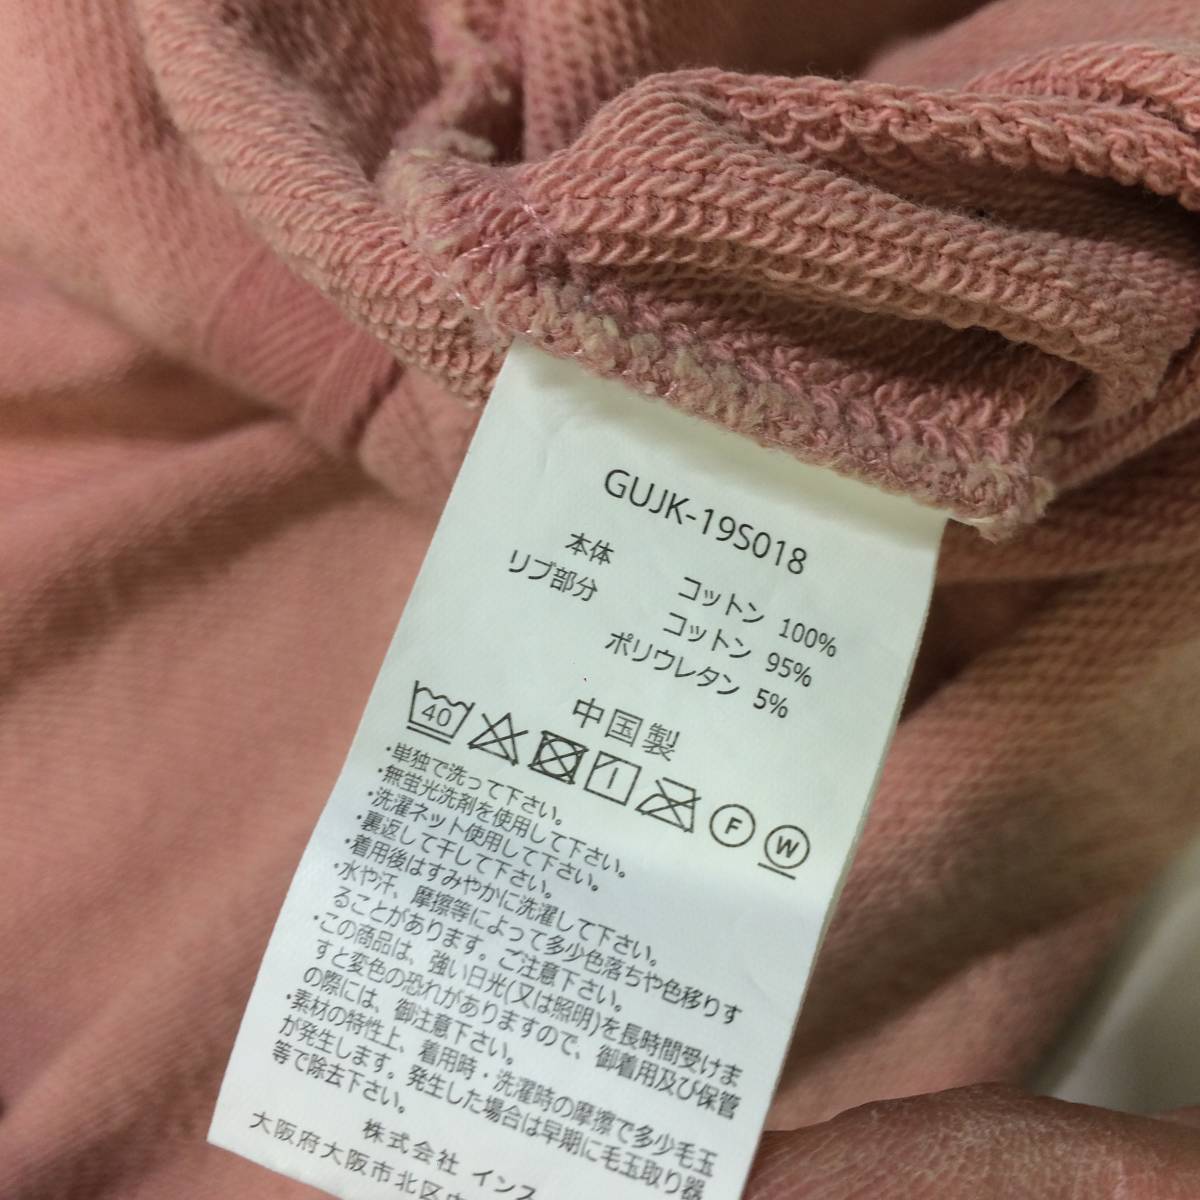 GUJK-19S018
本体 コットン 100%
リブ部分 コットン 95%
ポリウレタン 5%
中国製
40 F W
・単独で洗って下さい。
・無蛍光洗剤を使用して下さい。
・洗濯ネット使用して下さい。
・裏返して干して下さい。
・着用後はすみやかに洗濯して下さい。
・水や汗、摩擦等によって多少色落ちや色移りす
ることがあります。ご注意下さい。
・この商品は、強い日光(又は照明)を長時間受けま
すと変色の恐れがありますので、御着用及び保管
の際には、御注意下さい。
・素材の特性上、着用時・洗濯時の摩擦で多少毛玉
が発生します。発生した場合は早期に毛玉取り器
等で除去下さい。
株式会社 インス
大阪府大阪市北区